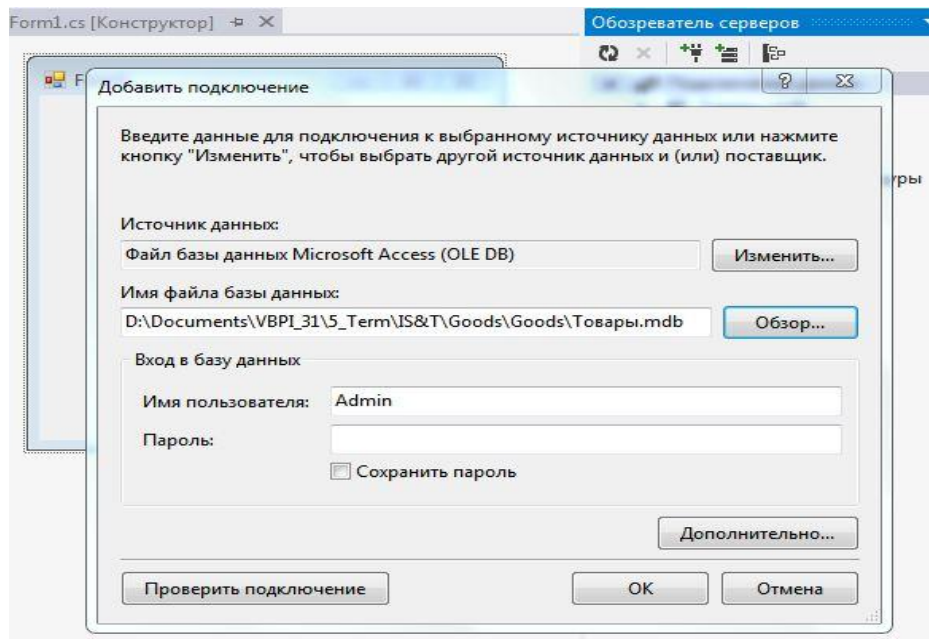 Form1.cs [Конструктор]
Обозреватель серверов
F
Добавить подключение
Введите данные для подключения к выбранному источнику данных или нажмите
кнопку "Изменить", чтобы выбрать другой источник данных и (или) поставщик.
уры
Источник данных:
Файл базы данных Microsoft Access (OLE DB)
Изменить...
Имя файла базы данных:
D:\Documents\VBPI_31\5_Term\IS&T\Goods\Goods\Товары.mdb
Обзор...
Вход в базу данных
Имя пользователя:
Admin
Пароль:
Сохранить пароль
Дополнительно...
Проверить подключение
OK
Отмена